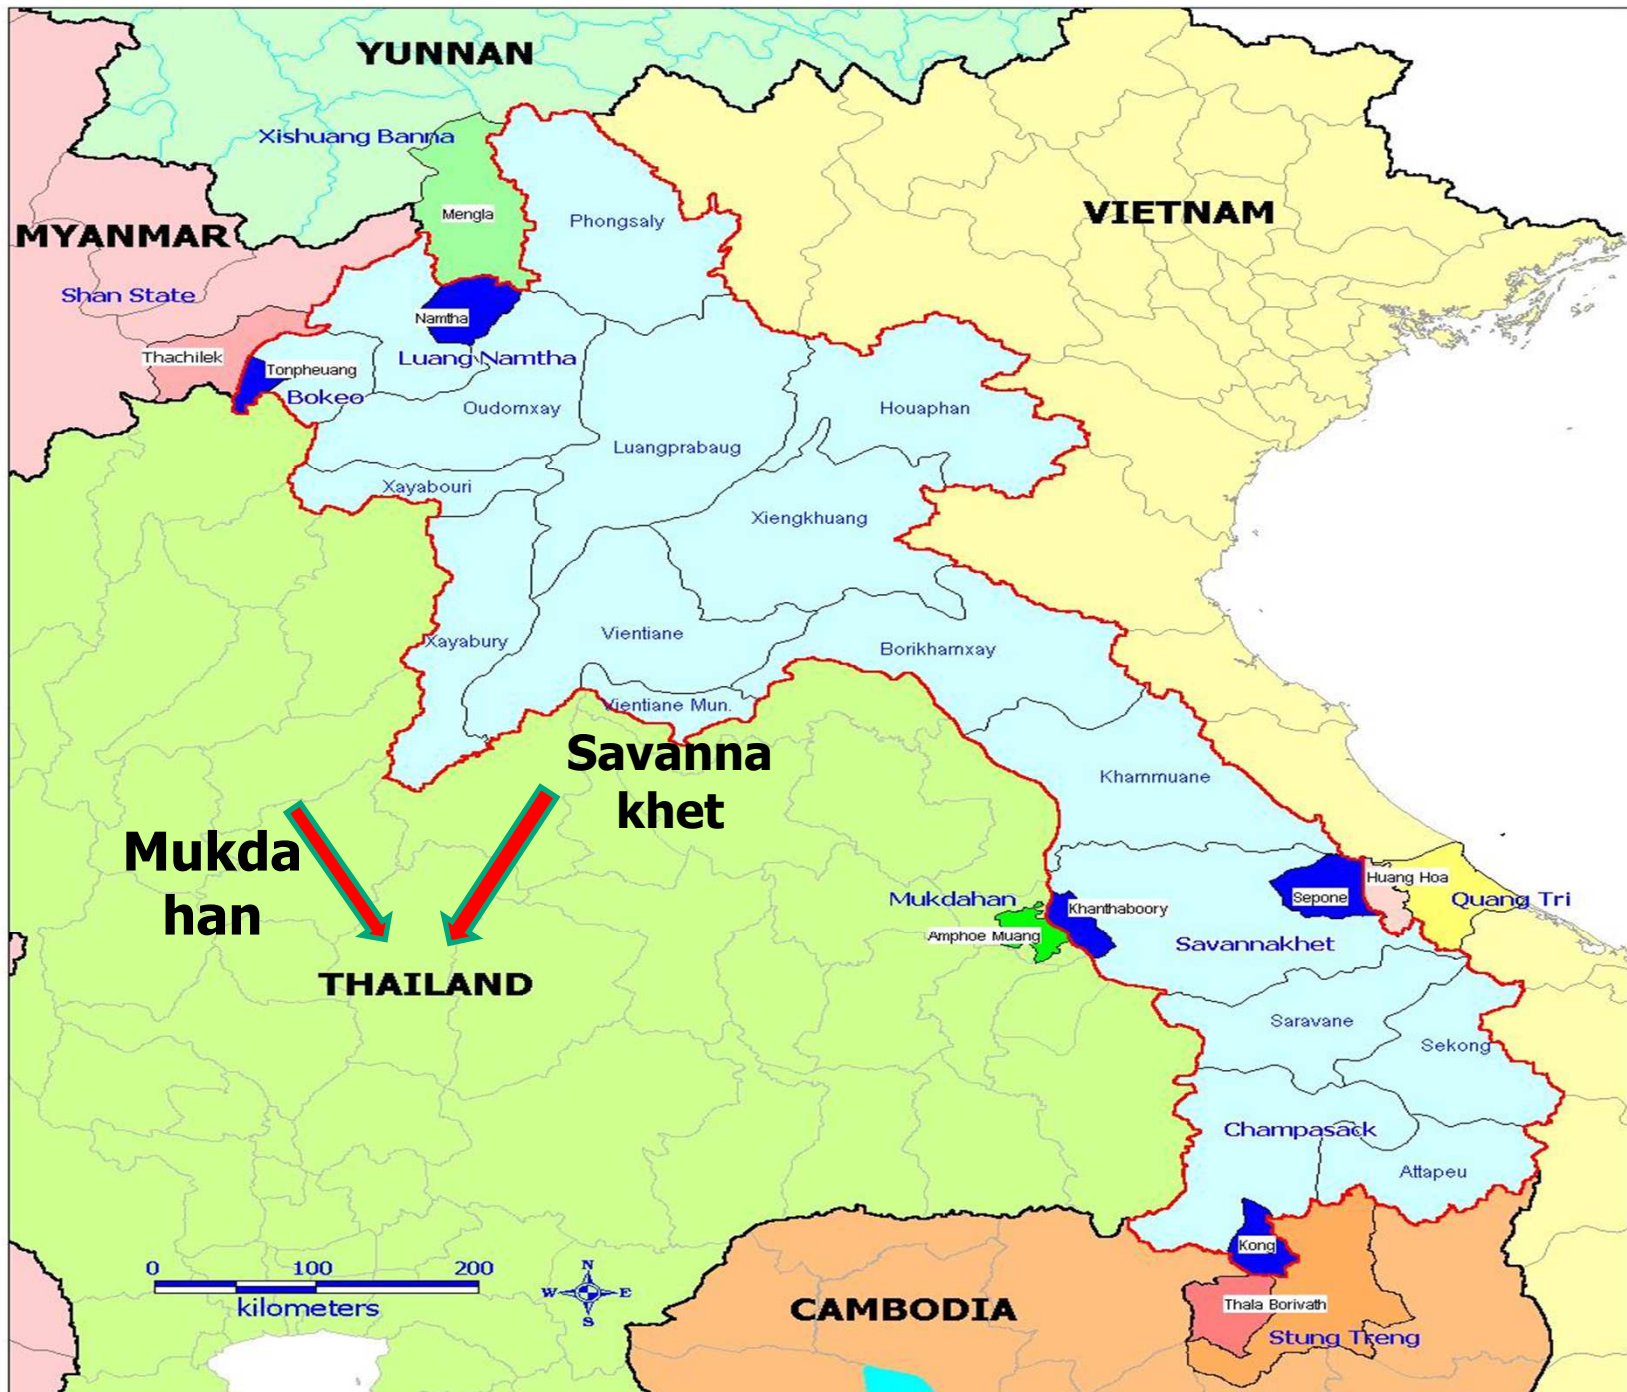 YUNNAN
Xishuang Banna
Mengla
Phongsaly
VIETNAM
MYANMAR
Shan State
Namtha
Thachilek
Tonpheuang
Luang Namtha
Bokeo
Oudomxay
Houaphan
Luangprabaug
Xayabouri
Xiengkhuang
Xayabury
Vientiane
Borikhamxay
Vientiane Mun.
Savanna
khet
Khammuane
Mukda
han
Mukdahan
Khanthaboory
Amphoe Muang
Sepone
Huang Hoa
Quang Tri
Savannakhet
THAILAND
Saravane
Sekong
Champasack
Attapeu
Kong
0 100 200
kilometers
N
W E
S
CAMBODIA
Thala Borivath
Stung Treng